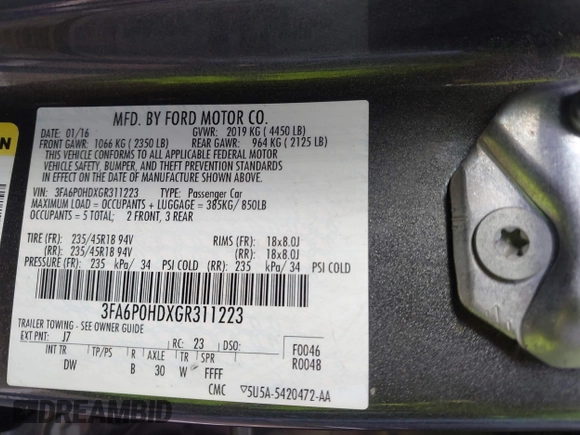 MFD. BY FORD MOTOR CO.
DATE: 01/16 GVWR: 2019 KG ( 4450 LB)
FRONT GAWR: 1066 KG ( 2350 LB) REAR GAWR: 964 KG ( 2125 LB)
THIS VEHICLE CONFORMS TO ALL APPLICABLE FEDERAL MOTOR
VEHICLE SAFETY, BUMPER, AND THEFT PREVENTION STANDARDS
IN EFFECT ON THE DATE OF MANUFACTURE SHOWN ABOVE.
VIN: 3FA6P0HDXGR311223 TYPE: Passenger Car
MAXIMUM LOAD = OCCUPANTS + LUGGAGE = 385KG/ 850LB
OCCUPANTS = 5 TOTAL; 2 FRONT, 3 REAR
TIRE (FR): 235/45R18 94V RIMS (FR): 18x8.0J
(RR): 235/45R18 94V (RR): 18x8.0J
PRESSURE (FR): 235 kPa/ 34 PSI COLD (RR): 235 kPa/ 34 PSI COLD
3FA6P0HDXGR311223
TRAILER TOWING - SEE OWNER GUIDE
EXT PNT: J7 RC: 23 DSO: F0046
INT TR TP/PS R AXLE TR SPR R0048
DW B 30 W FFFF
CMC ▽5U5A-5420472-AA
DREAMBID